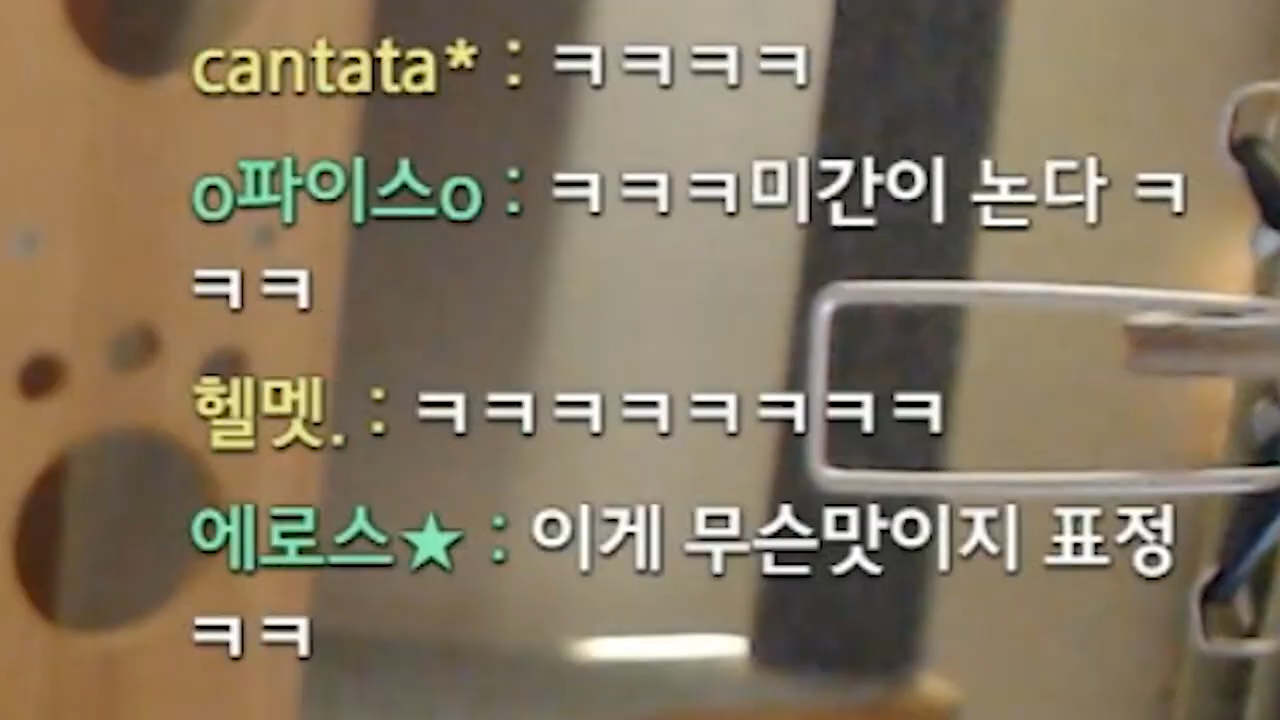 cantata* : ㅋㅋㅋㅋ
o파이스o : ㅋㅋㅋ미간이 논다 ㅋ
ㅋㅋ
헬멧. : ㅋㅋㅋㅋㅋㅋㅋㅋ
에로스★ : 이게 무슨맛이지 표정
ㅋㅋ